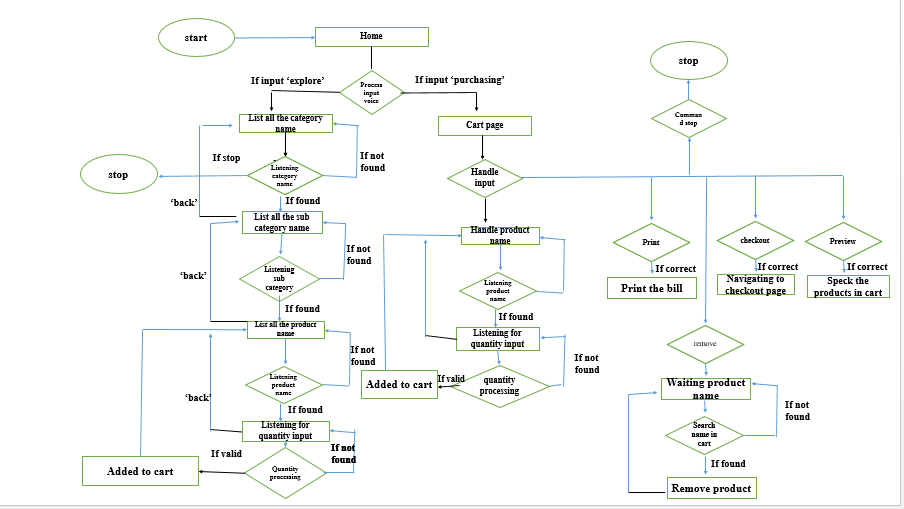 start
Home
stop
If input ‘explore’
Process
input
voice
If input ‘purchasing’
List all the category
name
Cart page
Comman
d stop
If stop
Listening
category
name
If not
found
stop
Handle
input
‘back’
If found
List all the sub
category name
Handle product
name
Print
checkout
Preview
‘back’
Listening
sub
category
If not
found
Listening
product
name
If correct
If correct
If correct
Print the bill
Navigating to
checkout page
Speck the
products in cart
If found
If found
List all the product
name
Listening for
quantity input
remove
If not
found
If not
found
Listening
product
name
Added to cart
If valid
quantity
processing
Waiting product
name
‘back’
If found
If not
found
Listening for
quantity input
Search
name in
cart
If valid
If not
found
If found
Added to cart
Quantity
processing
Remove product